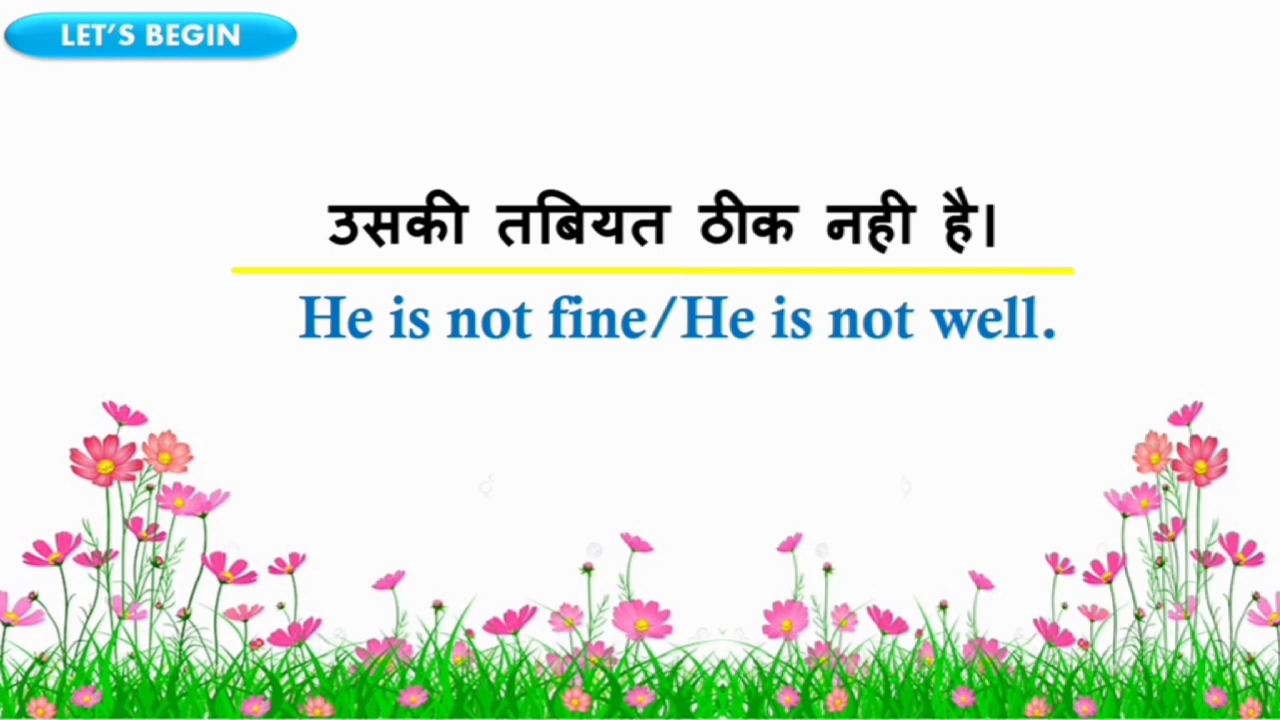 LET'S BEGIN
उसकी तबियत ठीक नही है।
He is not fine/He is not well.